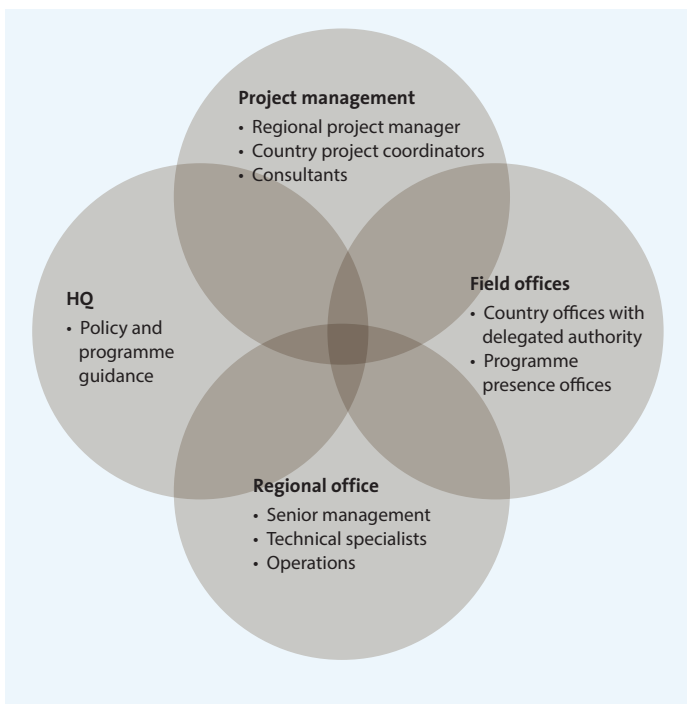 Project management
• Regional project manager
• Country project coordinators
• Consultants
HQ
• Policy and
programme
guidance
Field offices
• Country offices with
delegated authority
• Programme
presence offices
Regional office
• Senior management
• Technical specialists
• Operations